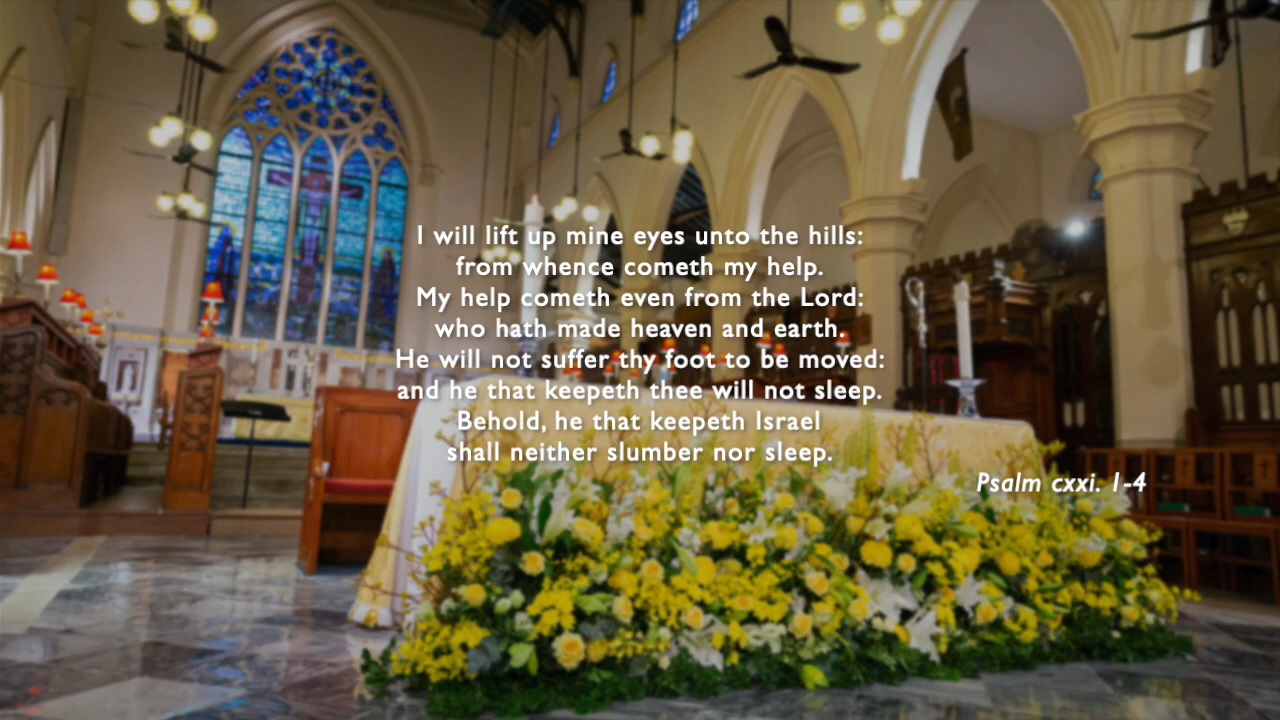 I will lift up mine eyes unto the hills:
from whence cometh my help.
My help cometh even from the Lord:
who hath made heaven and earth.
He will not suffer thy foot to be moved:
and he that keepeth thee will not sleep.
Behold, he that keepeth Israel
shall neither slumber nor sleep.
Psalm cxxi. 1-4